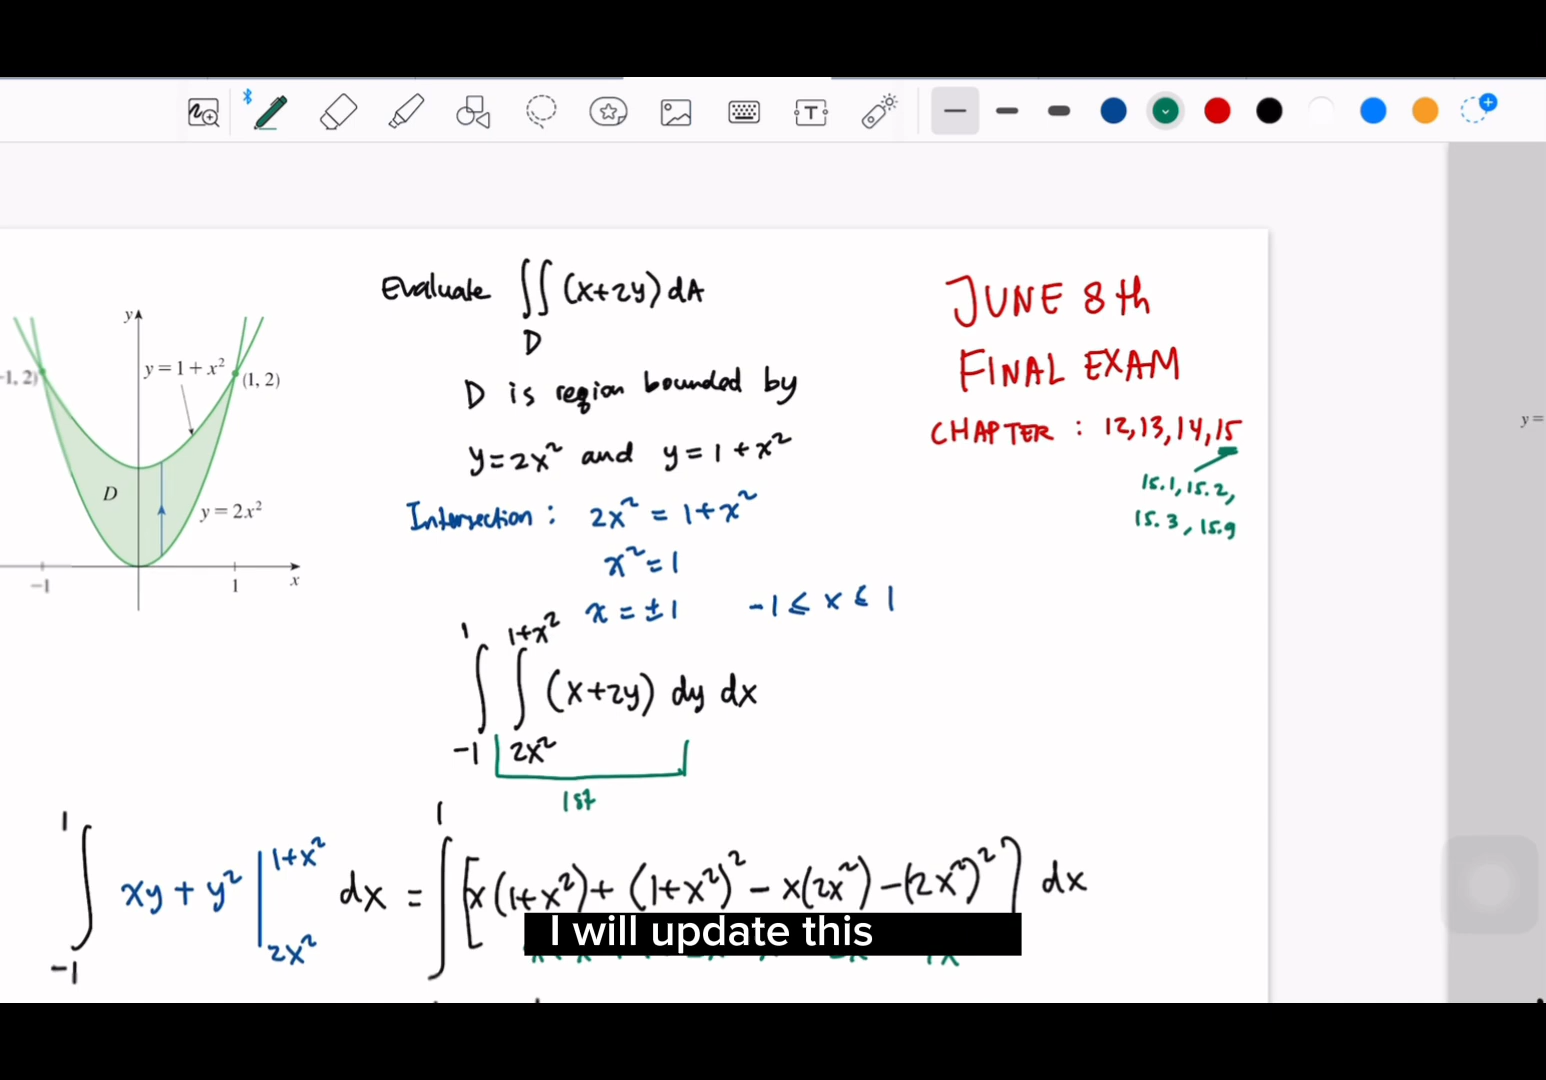 Evaluate ∬ (x+2y) dA
D
D is region bounded by
y=2x² and y=1+x²
Intersection: 2x² = 1+x²
x²=1
x=±1 -1 ≤ x ≤ 1
1 1+x²
∫ ∫ (x+2y) dy dx
-1 2x²
1st
JUNE 8th
FINAL EXAM
CHAPTER : 12,13,14,15
15.1, 15.2,
15.3, 15.9
y
y = 1 + x²
-1, 2)
(1, 2)
D
y = 2x²
-1
1
x
y =
1 1+x² 1
∫ xy + y² | dx = ∫ [x(1+x²) + (1+x²)² - x(2x²) - (2x²)²] dx
-1 2x²
I will update this
T